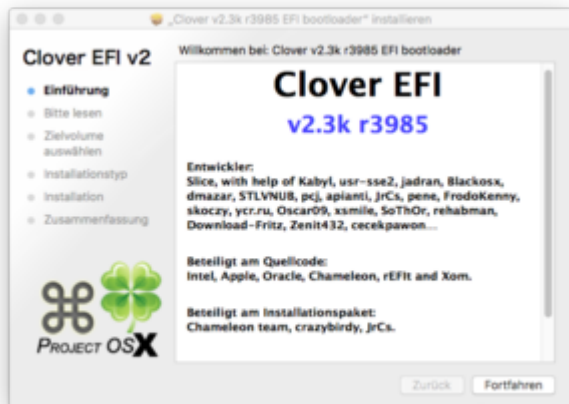 „Clover v2.3k r3985 EFI bootloader“ installieren
Clover EFI v2
Willkommen bei: Clover v2.3k r3985 EFI bootloader
Einführung
Bitte lesen
Zielvolume
auswählen
Installationstyp
Installation
Zusammenfassung
PROJECT OSX
Clover EFI
v2.3k r3985
Entwickler:
Slice, with help of Kabyl, usr-sse2, jadran, Blackosx,
dmazar, STLVNUB, pcj, apianti, JrCs, pene, FrodoKenny,
skoczy, ycr.ru, Oscar09, xsmile, SoThOr, rehabman,
Download-Fritz, Zenit432, cecekpawon...
Beteiligt am Quellcode:
Intel, Apple, Oracle, Chameleon, rEFIt and Xom.
Beteiligt am Installationspaket:
Chameleon team, crazybirdy, JrCs.
Zurück
Fortfahren